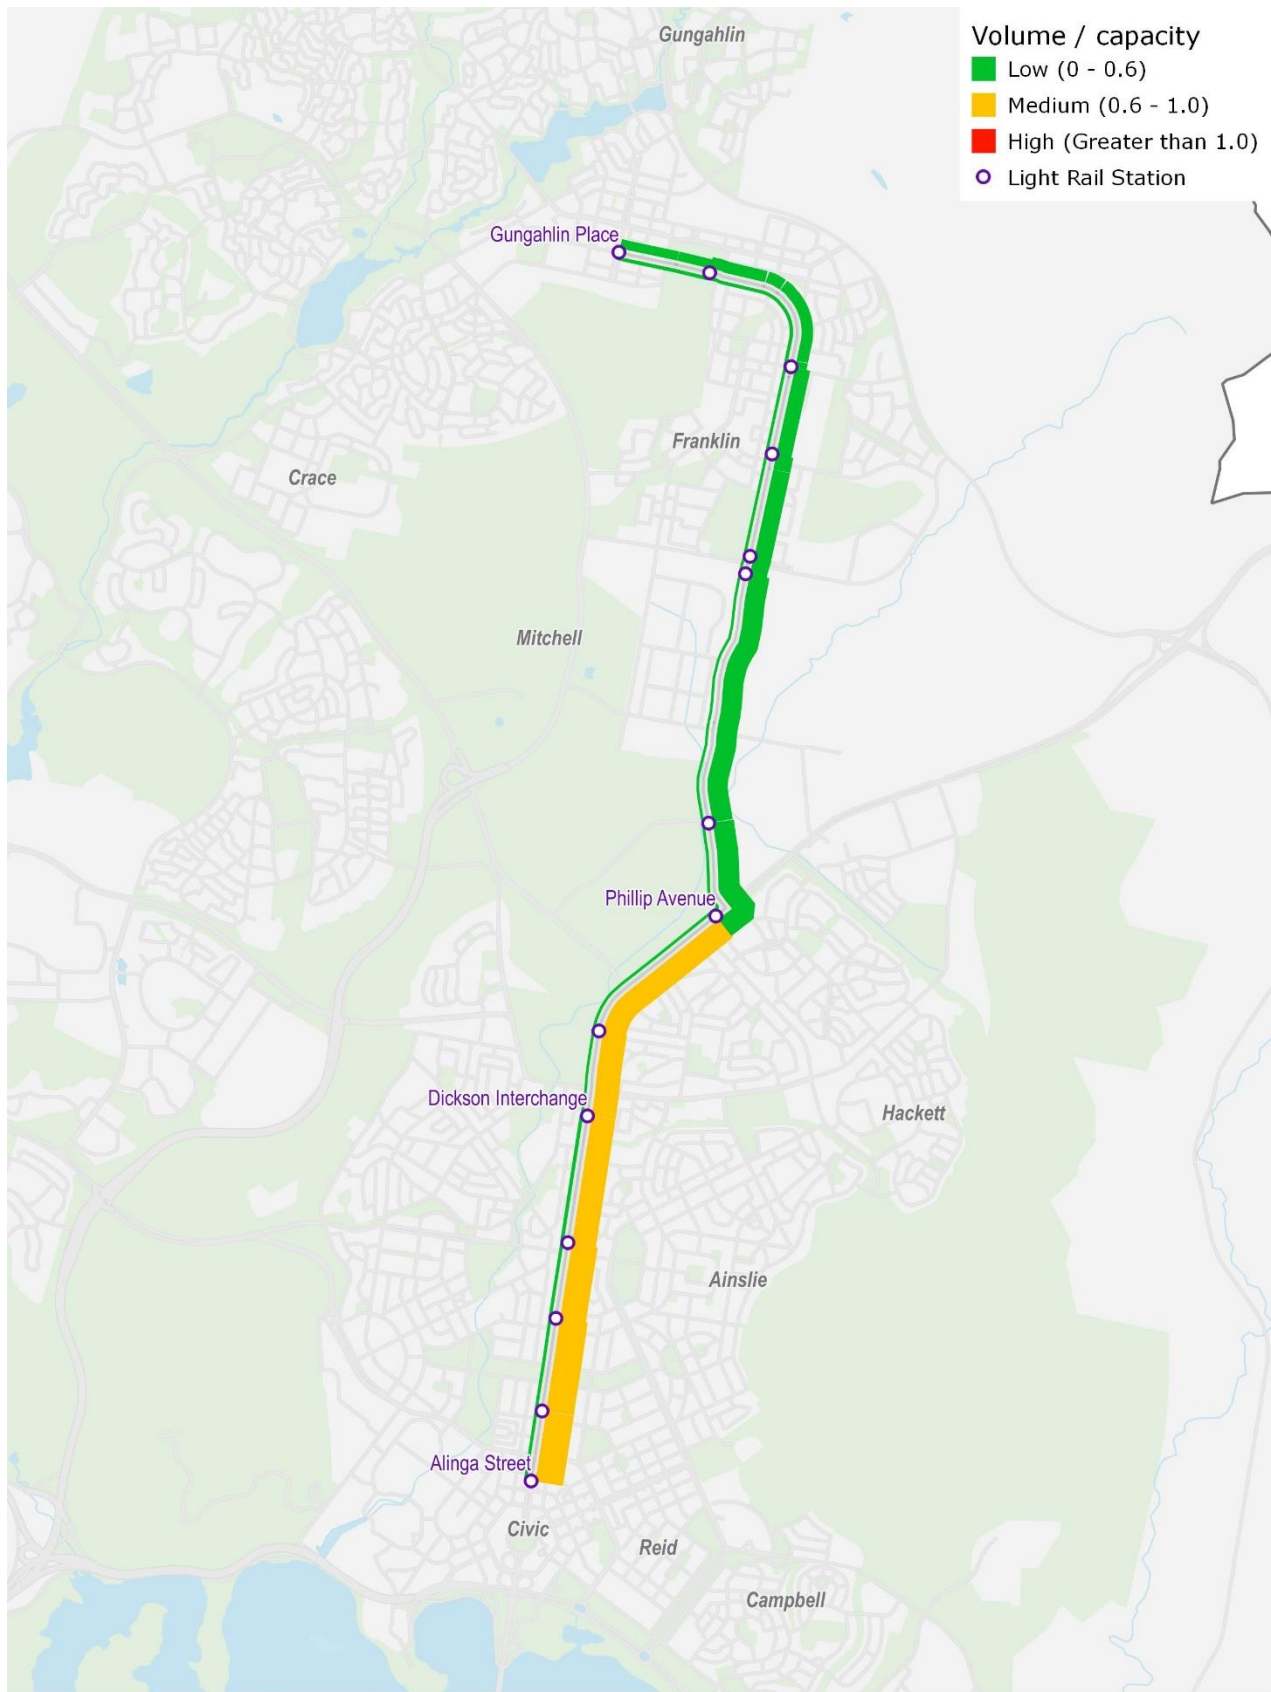 Gungahlin
Volume / capacity
Low (0 - 0.6)
Medium (0.6 - 1.0)
High (Greater than 1.0)
Light Rail Station
Gungahlin Place
Franklin
Crace
Mitchell
Phillip Avenue
Dickson Interchange
Hackett
Ainslie
Alinga Street
Civic
Reid
Campbell